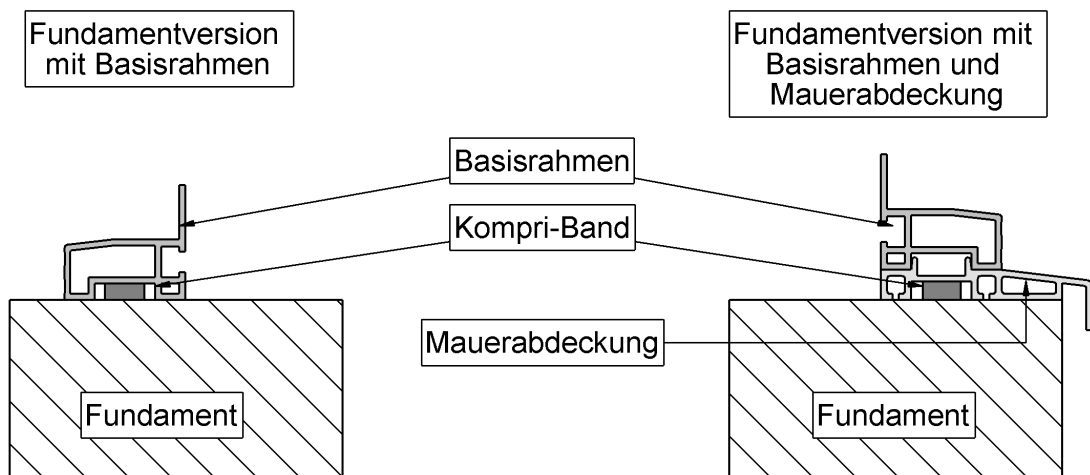 Fundamentversion
mit Basisrahmen
Fundamentversion mit
Basisrahmen und
Mauerabdeckung
Basisrahmen
Kompri-Band
Mauerabdeckung
Fundament
Fundament